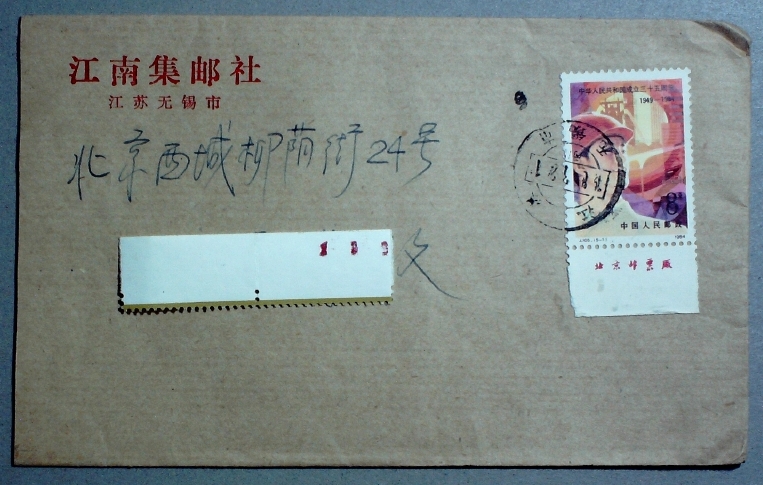 江南集邮社
江苏无锡市
北京西城柳荫街24号
文
中华人民共和国成立三十五周年
1949-1984
8
中国人民邮政
1984
北京邮票厂